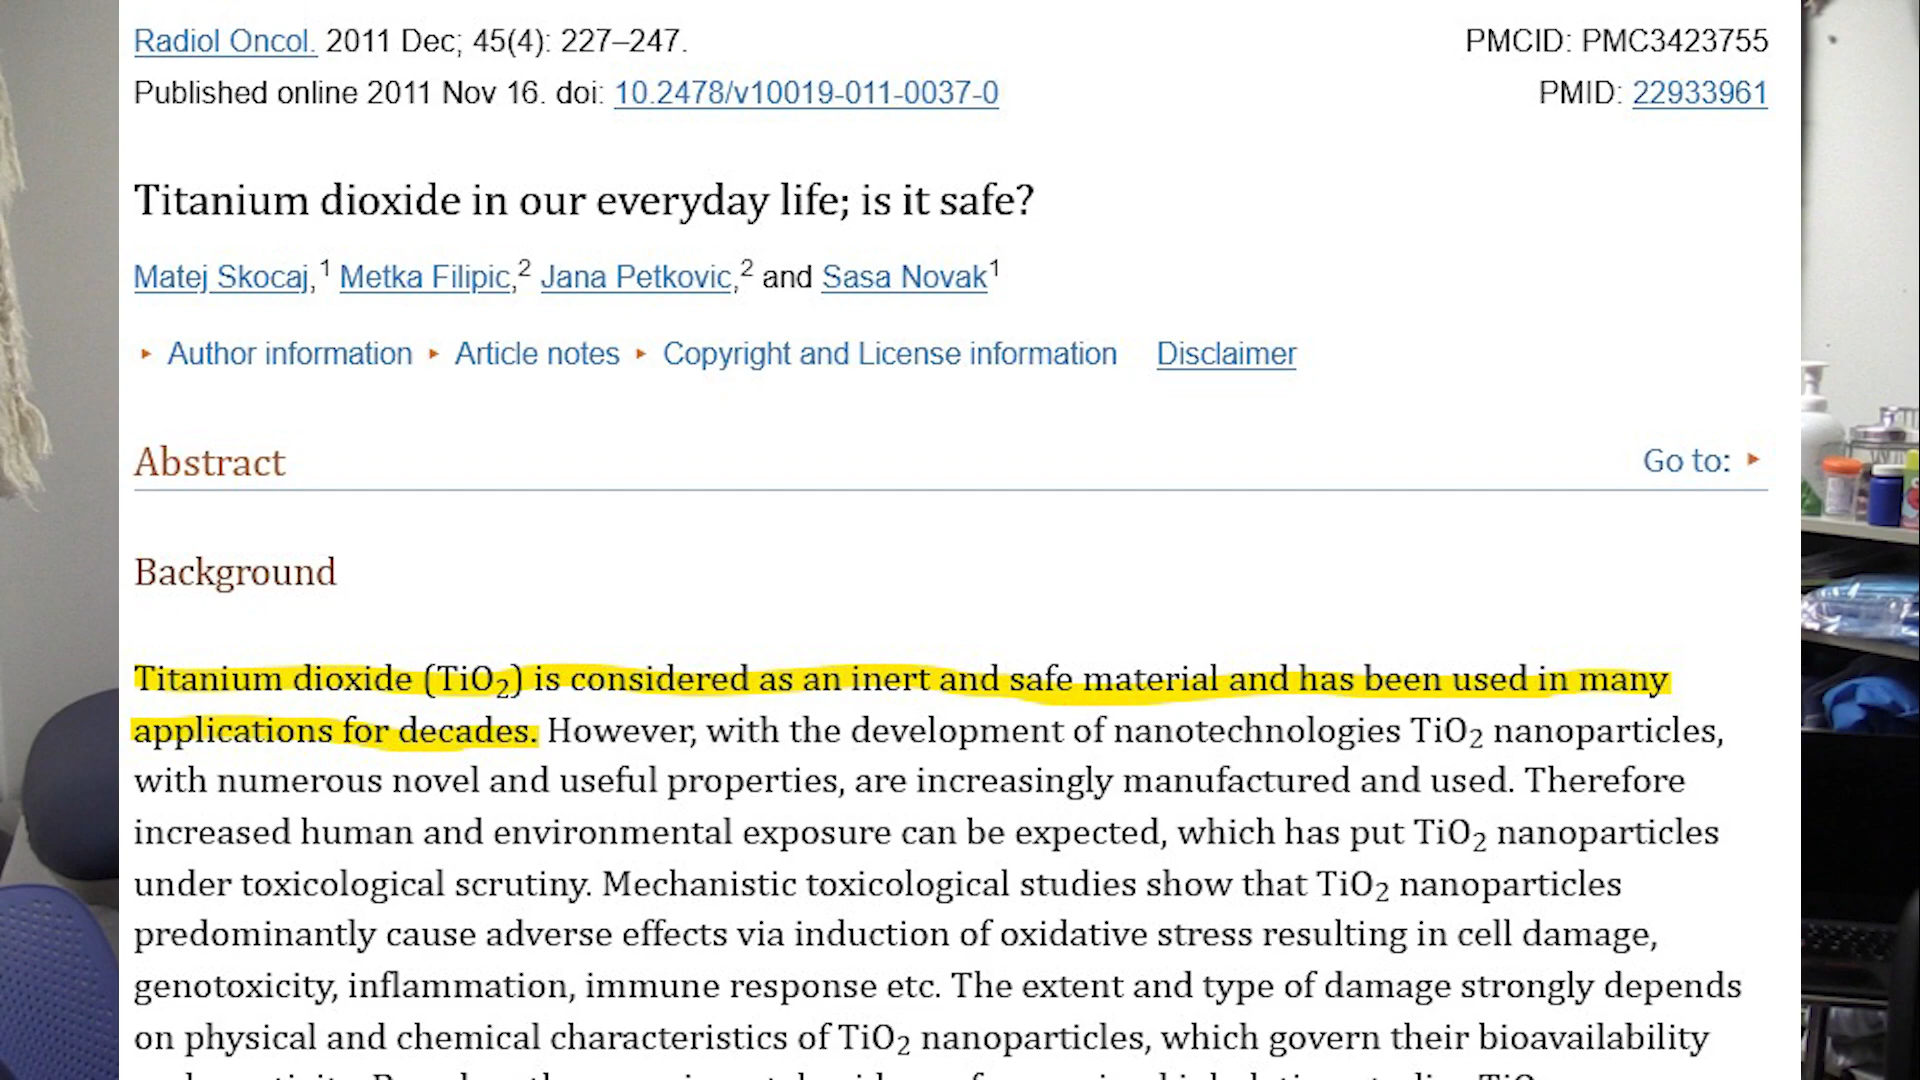 Radiol Oncol. 2011 Dec; 45(4): 227–247. PMCID: PMC3423755
Published online 2011 Nov 16. doi: 10.2478/v10019-011-0037-0 PMID: 22933961
Titanium dioxide in our everyday life; is it safe?
Matej Skocaj,1 Metka Filipic,2 Jana Petkovic,2 and Sasa Novak1
▸ Author information ▸ Article notes ▸ Copyright and License information Disclaimer
Abstract Go to: ▸
Background
Titanium dioxide (TiO2) is considered as an inert and safe material and has been used in many
applications for decades. However, with the development of nanotechnologies TiO2 nanoparticles,
with numerous novel and useful properties, are increasingly manufactured and used. Therefore
increased human and environmental exposure can be expected, which has put TiO2 nanoparticles
under toxicological scrutiny. Mechanistic toxicological studies show that TiO2 nanoparticles
predominantly cause adverse effects via induction of oxidative stress resulting in cell damage,
genotoxicity, inflammation, immune response etc. The extent and type of damage strongly depends
on physical and chemical characteristics of TiO2 nanoparticles, which govern their bioavailability